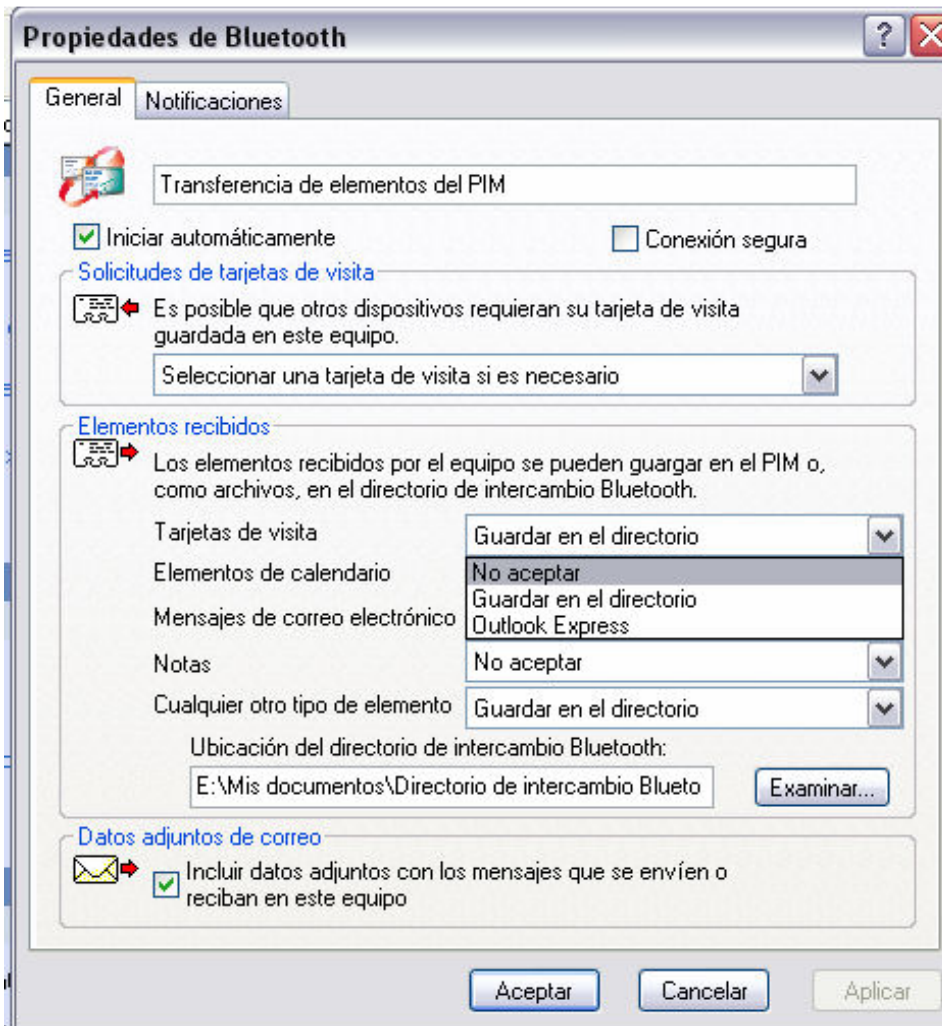 Propiedades de Bluetooth
General
Notificaciones
Transferencia de elementos del PIM
Iniciar automáticamente
Conexión segura
Solicitudes de tarjetas de visita
Es posible que otros dispositivos requieran su tarjeta de visita
guardada en este equipo.
Seleccionar una tarjeta de visita si es necesario
Elementos recibidos
Los elementos recibidos por el equipo se pueden guargar en el PIM o,
como archivos, en el directorio de intercambio Bluetooth.
Tarjetas de visita
Guardar en el directorio
Elementos de calendario
No aceptar
Guardar en el directorio
Mensajes de correo electrónico
Outlook Express
Notas
No aceptar
Cualquier otro tipo de elemento
Guardar en el directorio
Ubicación del directorio de intercambio Bluetooth:
E:\Mis documentos\Directorio de intercambio Blueto
Examinar...
Datos adjuntos de correo
Incluir datos adjuntos con los mensajes que se envíen o
reciban en este equipo
Aceptar
Cancelar
Aplicar